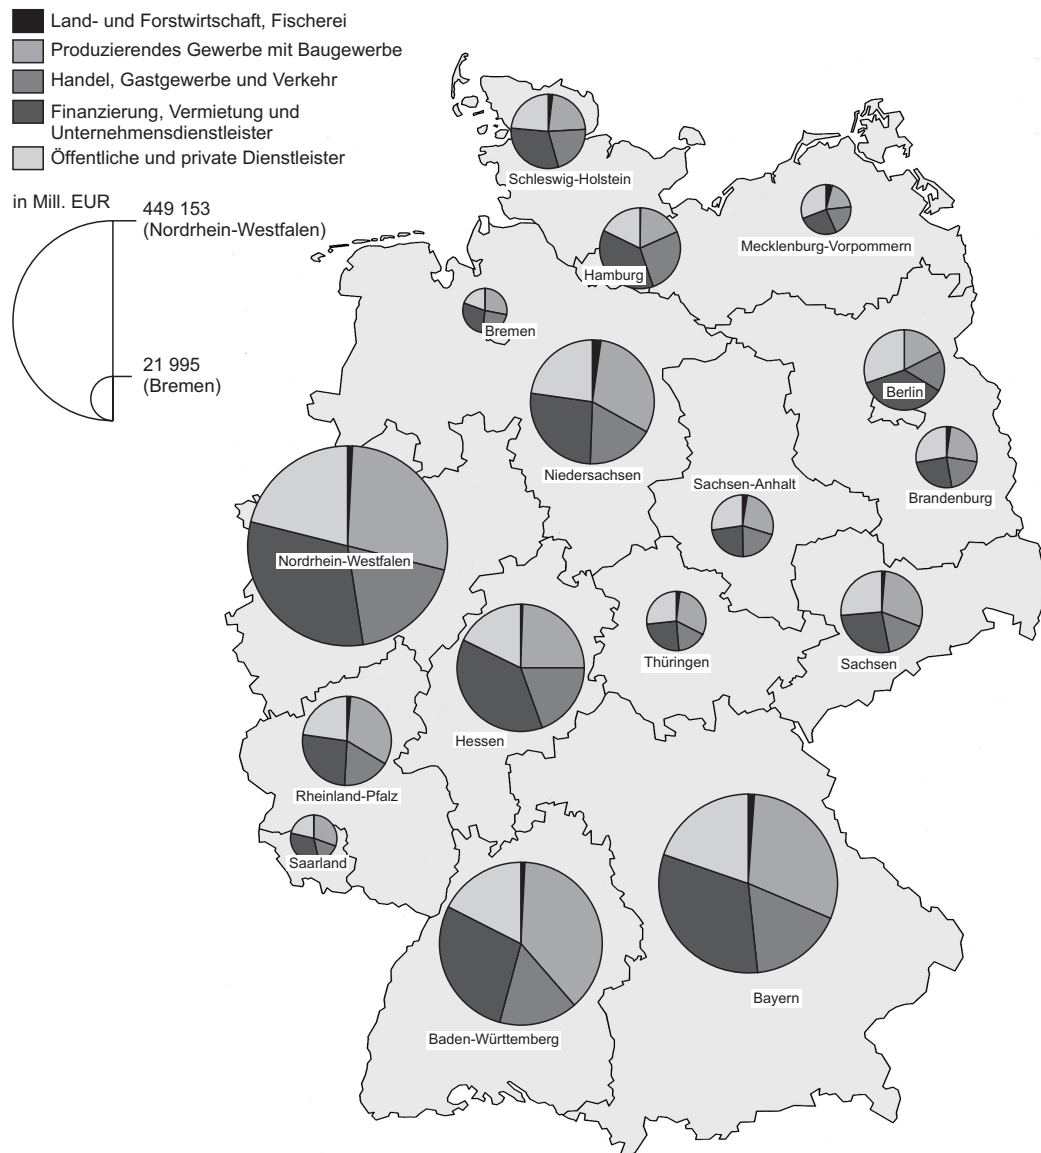 Land- und Forstwirtschaft, Fischerei
Produzierendes Gewerbe mit Baugewerbe
Handel, Gastgewerbe und Verkehr
Finanzierung, Vermietung und
Unternehmensdienstleister
Öffentliche und private Dienstleister
in Mill. EUR
449 153
(Nordrhein-Westfalen)
21 995
(Bremen)
Schleswig-Holstein
Mecklenburg-Vorpommern
Hamburg
Bremen
Berlin
Niedersachsen
Sachsen-Anhalt
Brandenburg
Nordrhein-Westfalen
Thüringen
Sachsen
Hessen
Rheinland-Pfalz
Saarland
Bayern
Baden-Württemberg